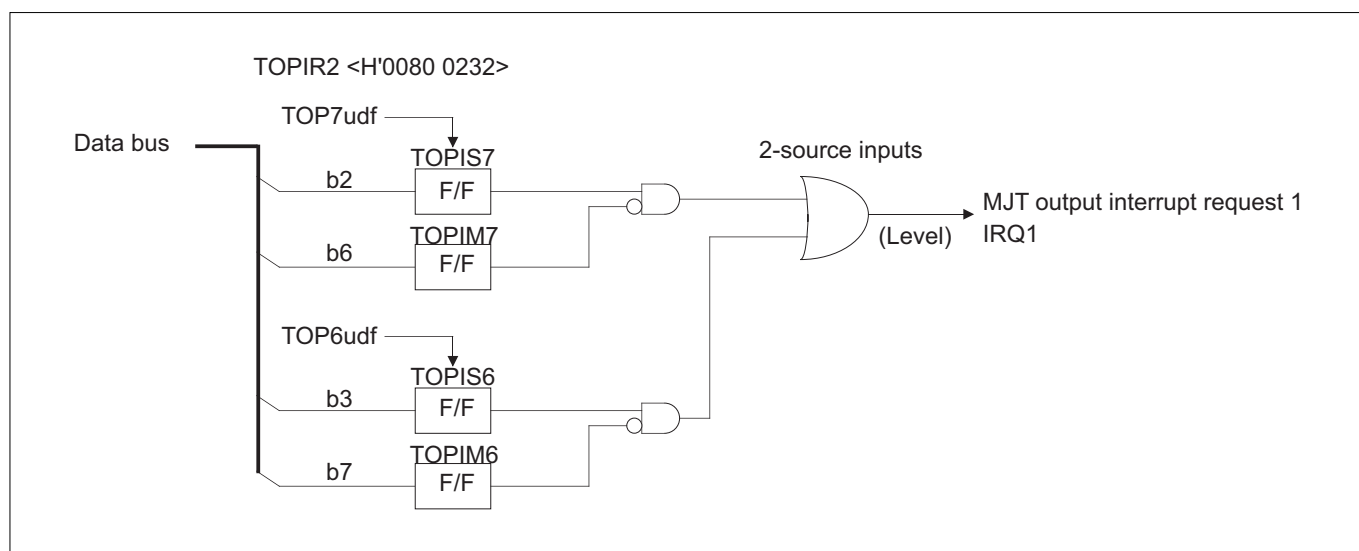 TOPIR2 <H'0080 0232>
TOP7udf
Data bus
TOPIS7
2-source inputs
b2
F/F
MJT output interrupt request 1
TOPIM7
(Level)
IRQ1
b6
F/F
TOP6udf
TOPIS6
b3
F/F
TOPIM6
b7
F/F